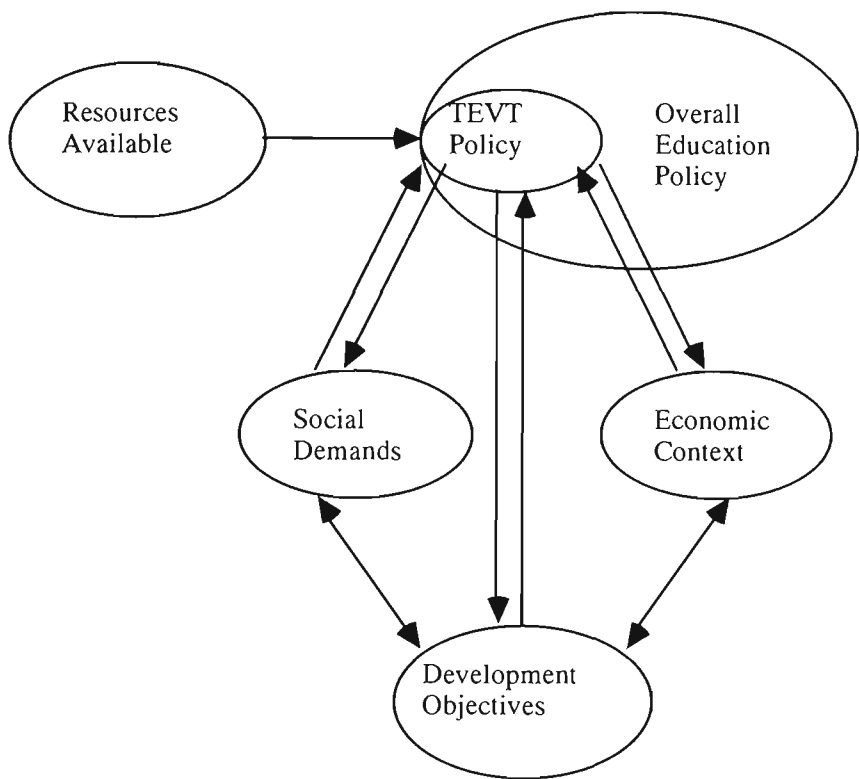 Resources
Available
TEVT
Policy
Overall
Education
Policy
Social
Demands
Economic
Context
Development
Objectives